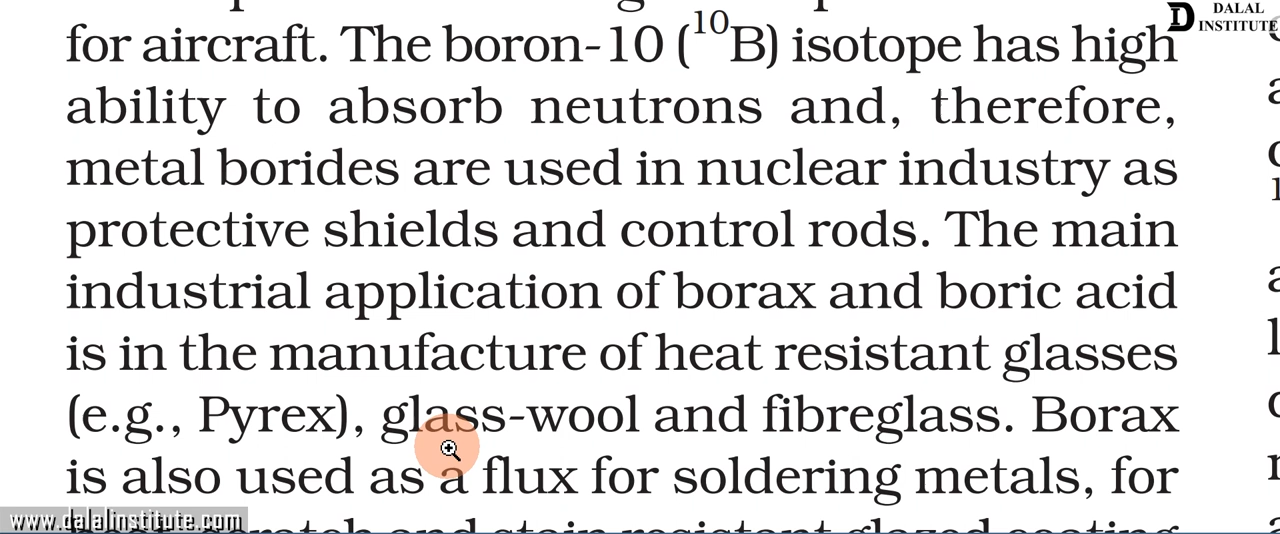 DALAL
INSTITUTE
for aircraft. The boron-10 (¹⁰B) isotope has high
ability to absorb neutrons and, therefore,
metal borides are used in nuclear industry as
protective shields and control rods. The main
industrial application of borax and boric acid
is in the manufacture of heat resistant glasses
(e.g., Pyrex), glass-wool and fibreglass. Borax
is also used as a flux for soldering metals, for
www.dalalinstitute.com